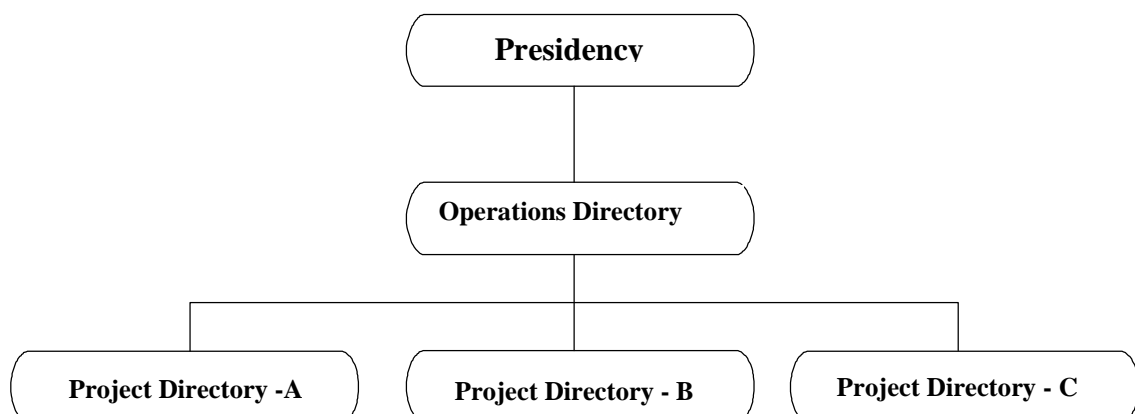 Presidency
Operations Directory
Project Directory -A
Project Directory - B
Project Directory - C